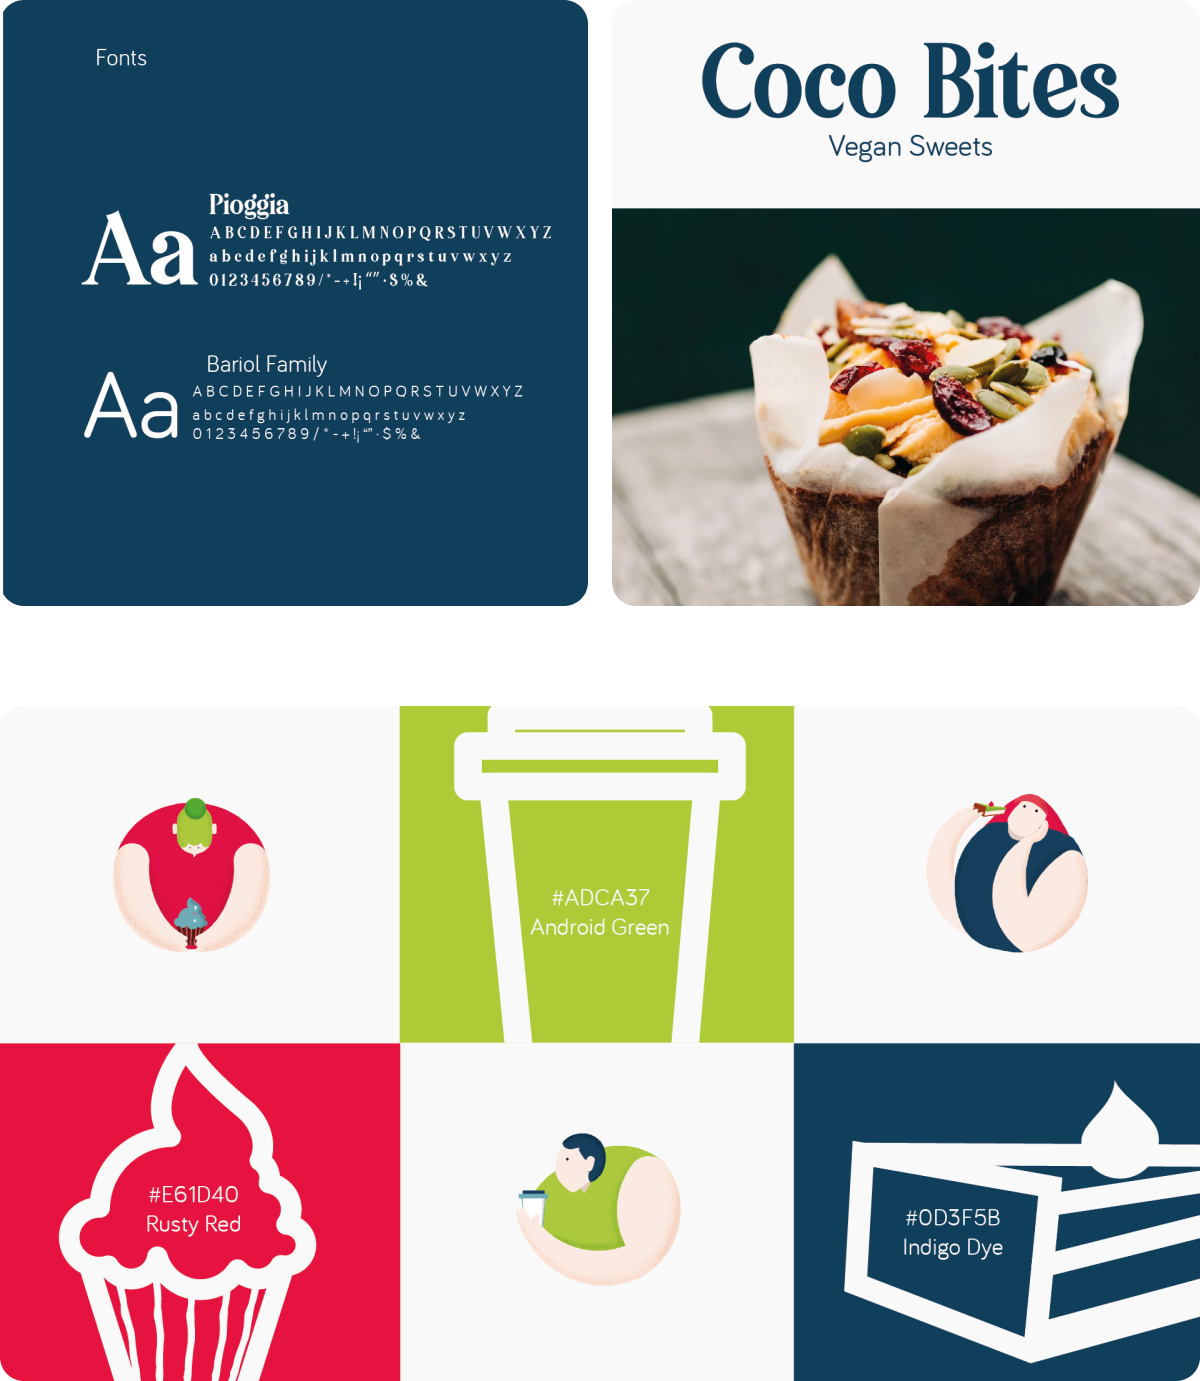 Fonts
Aa
Pioggia
ABCDEFGHIJKLMNOPQRSTUVWXYZ
abcdefghijklmnopqrstuvwxyz
0123456789/*-+!¡“”·$%&
Aa
Bariol Family
ABCDEFGHIJKLMNOPQRSTUVWXYZ
abcdefghijklmnopqrstuvwxyz
0123456789/*-+!¡“”·$%&
Coco Bites
Vegan Sweets
#ADCA37
Android Green
#E61D40
Rusty Red
#0D3F5B
Indigo Dye